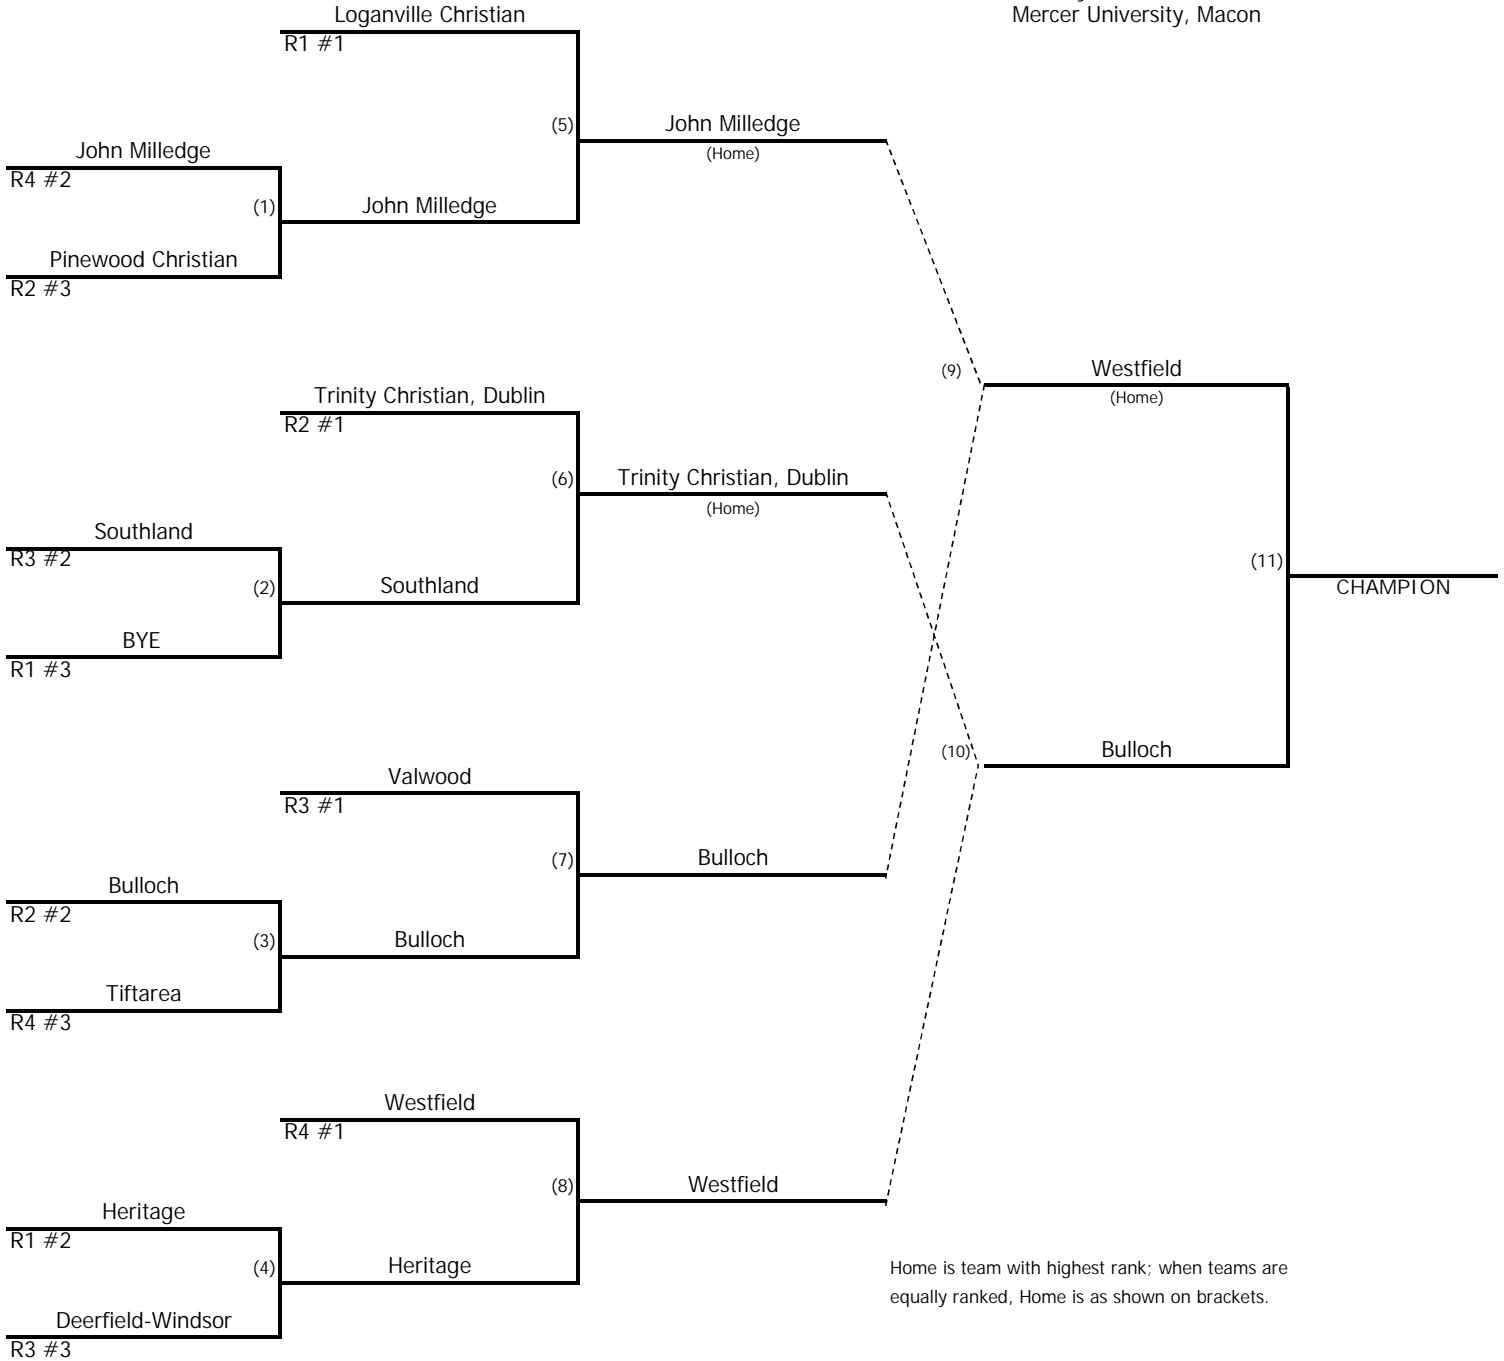 Loganville Christian
Mercer University, Macon
R1 #1
(5)
John Milledge
(Home)
John Milledge
R4 #2
(1)
John Milledge
Pinewood Christian
R2 #3
Trinity Christian, Dublin
R2 #1
(9)
Westfield
(Home)
(6)
Trinity Christian, Dublin
(Home)
Southland
R3 #2
(2)
Southland
BYE
R1 #3
(11)
CHAMPION
Valwood
R3 #1
(10)
Bulloch
(7)
Bulloch
Bulloch
R2 #2
(3)
Bulloch
Tiftarea
R4 #3
Westfield
R4 #1
(8)
Westfield
Heritage
R1 #2
(4)
Heritage
Deerfield-Windsor
R3 #3
Home is team with highest rank; when teams are
equally ranked, Home is as shown on brackets.